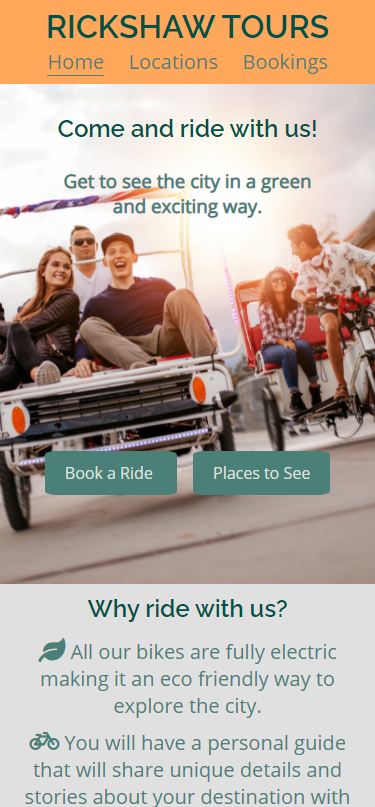 RICKSHAW TOURS
Home Locations Bookings
Come and ride with us!
Get to see the city in a green
and exciting way.
Book a Ride Places to See
Why ride with us?
All our bikes are fully electric
making it an eco friendly way to
explore the city.
You will have a personal guide
that will share unique details and
stories about your destination with